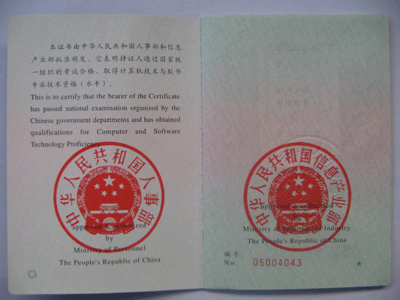 本证书由中华人民共和国人事部和信息
产业部批准颁发，它表明持证人通过国家统
一组织的考试合格，取得计算机技术与软件
专业技术资格（水平）。
This is to certify that the bearer of the Certificate
has passed national examination organized by the
Chinese government departments and has obtained
qualifications for Computer and Software
Technology Proficiency.
中华人民共和国人事部
approved & authorized
by
Ministry of Personnel
The People's Republic of China
中华人民共和国信息产业部
approved & authorized
Ministry of Information Industry
The People's Republic of China
编号:
No. 05004043